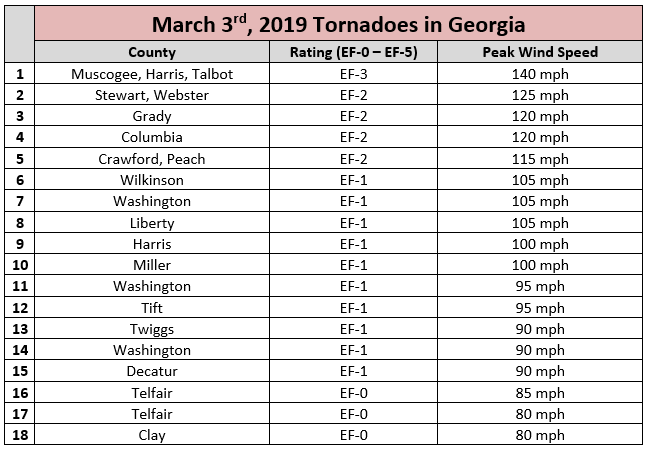 March 3rd, 2019 Tornadoes in Georgia
County Rating (EF-0 – EF-5) Peak Wind Speed
1 Muscogee, Harris, Talbot EF-3 140 mph
2 Stewart, Webster EF-2 125 mph
3 Grady EF-2 120 mph
4 Columbia EF-2 120 mph
5 Crawford, Peach EF-2 115 mph
6 Wilkinson EF-1 105 mph
7 Washington EF-1 105 mph
8 Liberty EF-1 105 mph
9 Harris EF-1 100 mph
10 Miller EF-1 100 mph
11 Washington EF-1 95 mph
12 Tift EF-1 95 mph
13 Twiggs EF-1 90 mph
14 Washington EF-1 90 mph
15 Decatur EF-1 90 mph
16 Telfair EF-0 85 mph
17 Telfair EF-0 80 mph
18 Clay EF-0 80 mph